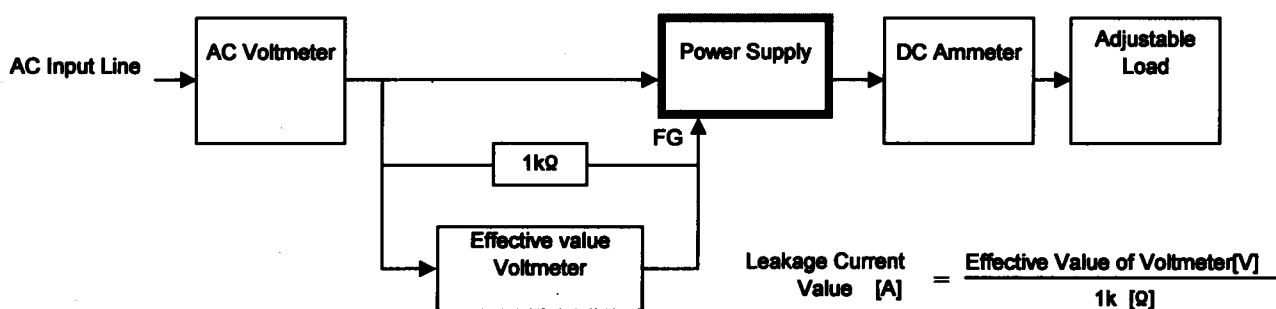 AC Input Line
AC Voltmeter
Power Supply
DC Ammeter
Adjustable
Load
FG
1kΩ
Effective value
Voltmeter
Leakage Current
Value [A]
=
Effective Value of Voltmeter[V]
1k [Ω]